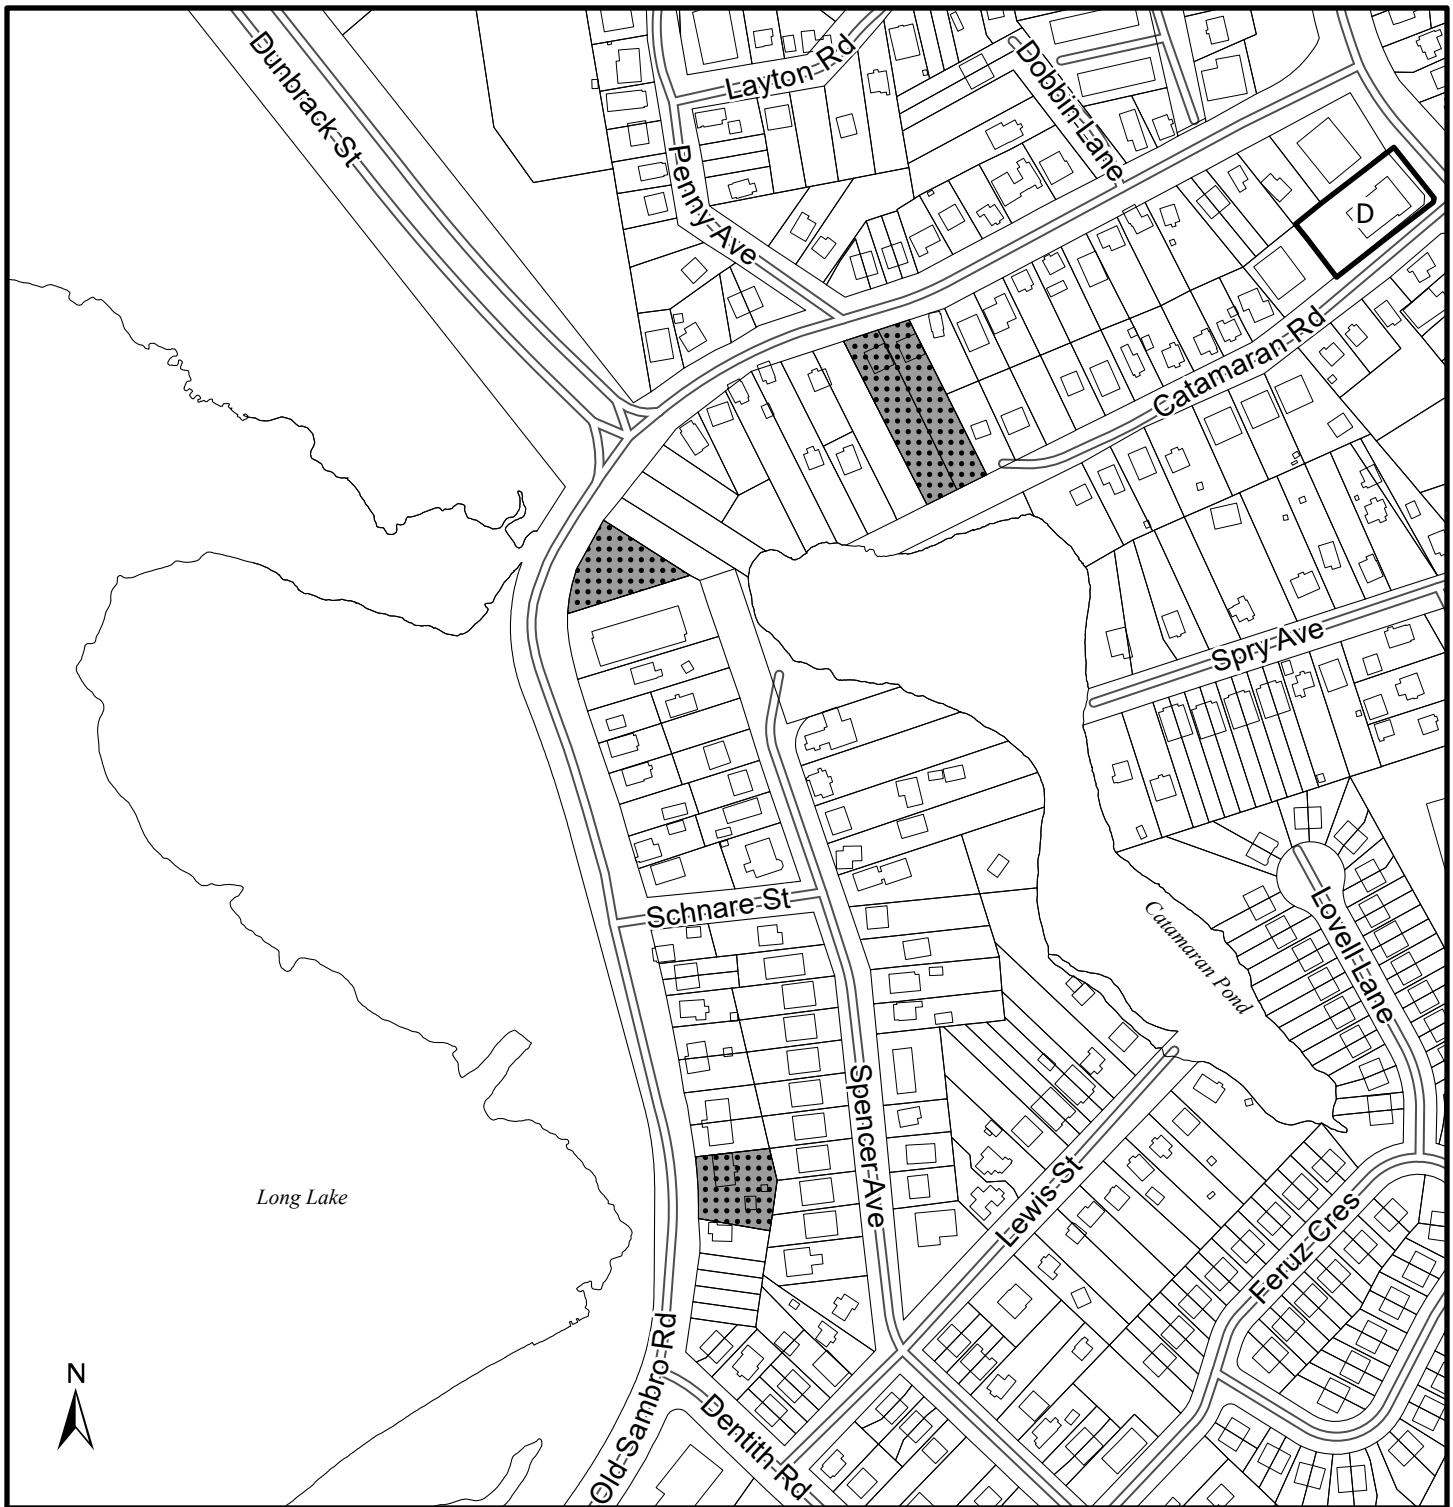 Dunbrack St
Layton Rd
Dobbin Lane
Penny Ave
D
Catamaran Rd
Spry Ave
Schnare St
Lovell Lane
Catamaran Pond
Spencer Ave
Lewis St
Long Lake
Feruz Cres
N
Old Sambro Rd
Dentith Rd